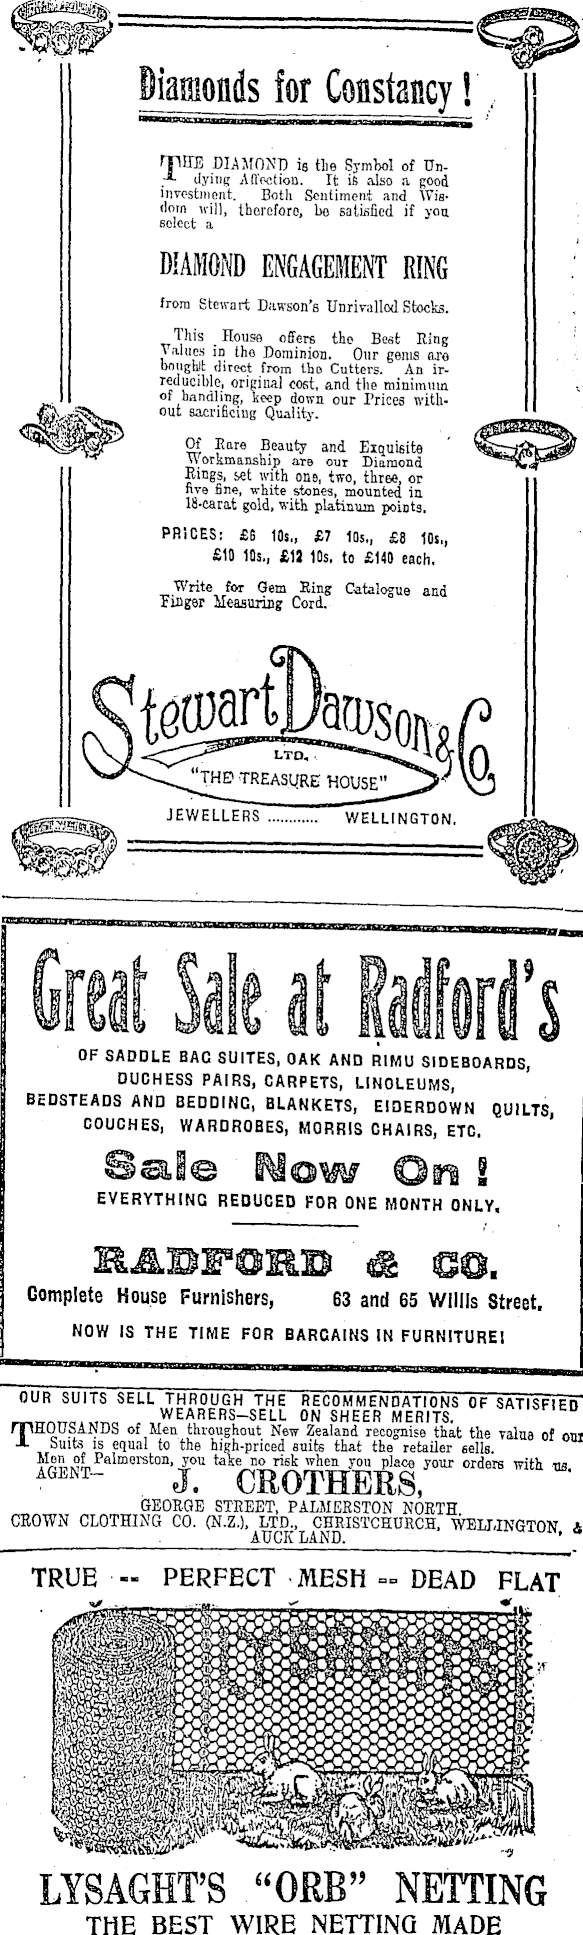 Diamonds for Constancy!
THE DIAMOND is the Symbol of Un-
dying Affection. It is also a good
investment. Both Sentiment and Wis-
dom will, therefore, be satisfied if you
select a
DIAMOND ENGAGEMENT RING
from Stewart Dawson's Unrivalled Stocks.
This House offers the Best Ring
Values in the Dominion. Our gems are
bought direct from the Cutters. An ir-
reducible, original cost, and the minimum
of handling, keep down our Prices with-
out sacrificing Quality.
Of Rare Beauty and Exquisite
Workmanship are our Diamond
Rings, set with one, two, three, or
five fine, white stones, mounted in
18-carat gold, with platinum points.
PRICES: £6 10s., £7 10s., £8 10s.,
£10 10s., £12 10s. to £140 each.
Write for Gem Ring Catalogue and
Finger Measuring Cord.
Stewart Dawson & Co.
LTD.
"THE TREASURE HOUSE"
JEWELLERS ............ WELLINGTON.
Great Sale at Radford's
OF SADDLE BAG SUITES, OAK AND RIMU SIDEBOARDS,
DUCHESS PAIRS, CARPETS, LINOLEUMS,
BEDSTEADS AND BEDDING, BLANKETS, EIDERDOWN QUILTS,
COUCHES, WARDROBES, MORRIS CHAIRS, ETC.
Sale Now On!
EVERYTHING REDUCED FOR ONE MONTH ONLY.
RADFORD & CO.
Complete House Furnishers, 63 and 65 Willis Street.
NOW IS THE TIME FOR BARGAINS IN FURNITURE!
OUR SUITS SELL THROUGH THE RECOMMENDATIONS OF SATISFIED
WEARERS—SELL ON SHEER MERITS.
THOUSANDS of Men throughout New Zealand recognise that the value of our
Suits is equal to the high-priced suits that the retailer sells.
Men of Palmerston, you take no risk when you place your orders with us.
AGENT—
J. CROTHERS,
GEORGE STREET, PALMERSTON NORTH.
CROWN CLOTHING CO. (N.Z.), LTD., CHRISTCHURCH, WELLINGTON, &
AUCKLAND.
TRUE -- PERFECT MESH -- DEAD FLAT
LYSAGHT'S
LYSAGHT'S "ORB" NETTING
THE BEST WIRE NETTING MADE